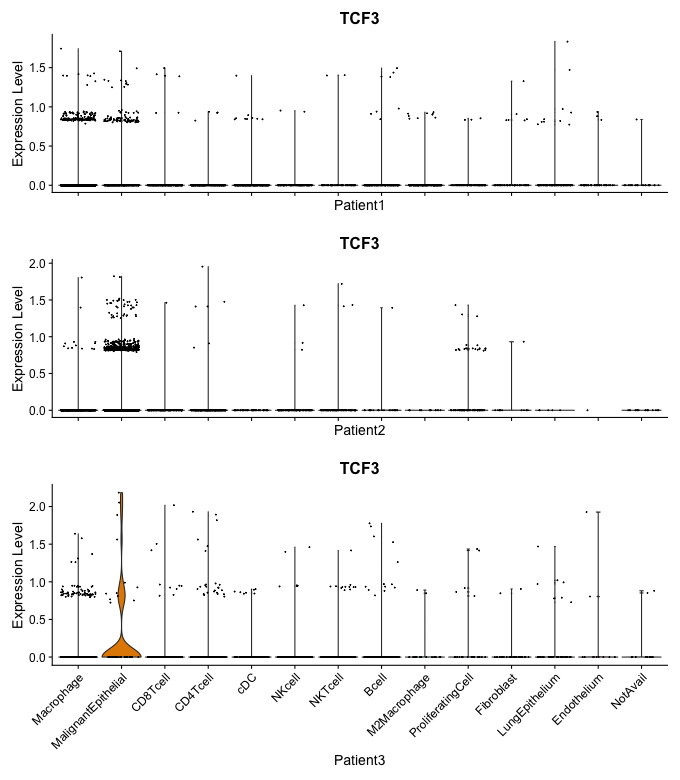 TCF3
Expression Level
1.5
1.0
0.5
0.0
Patient1
TCF3
Expression Level
2.0
1.5
1.0
0.5
0.0
Patient2
TCF3
Expression Level
2.0
1.5
1.0
0.5
0.0
Macrophage
MalignantEpithelial
CD8Tcell
CD4Tcell
cDC
NKcell
NKTcell
Bcell
M2Macrophage
ProliferatingCell
Fibroblast
LungEpithelium
Endothelium
NotAvail
Patient3